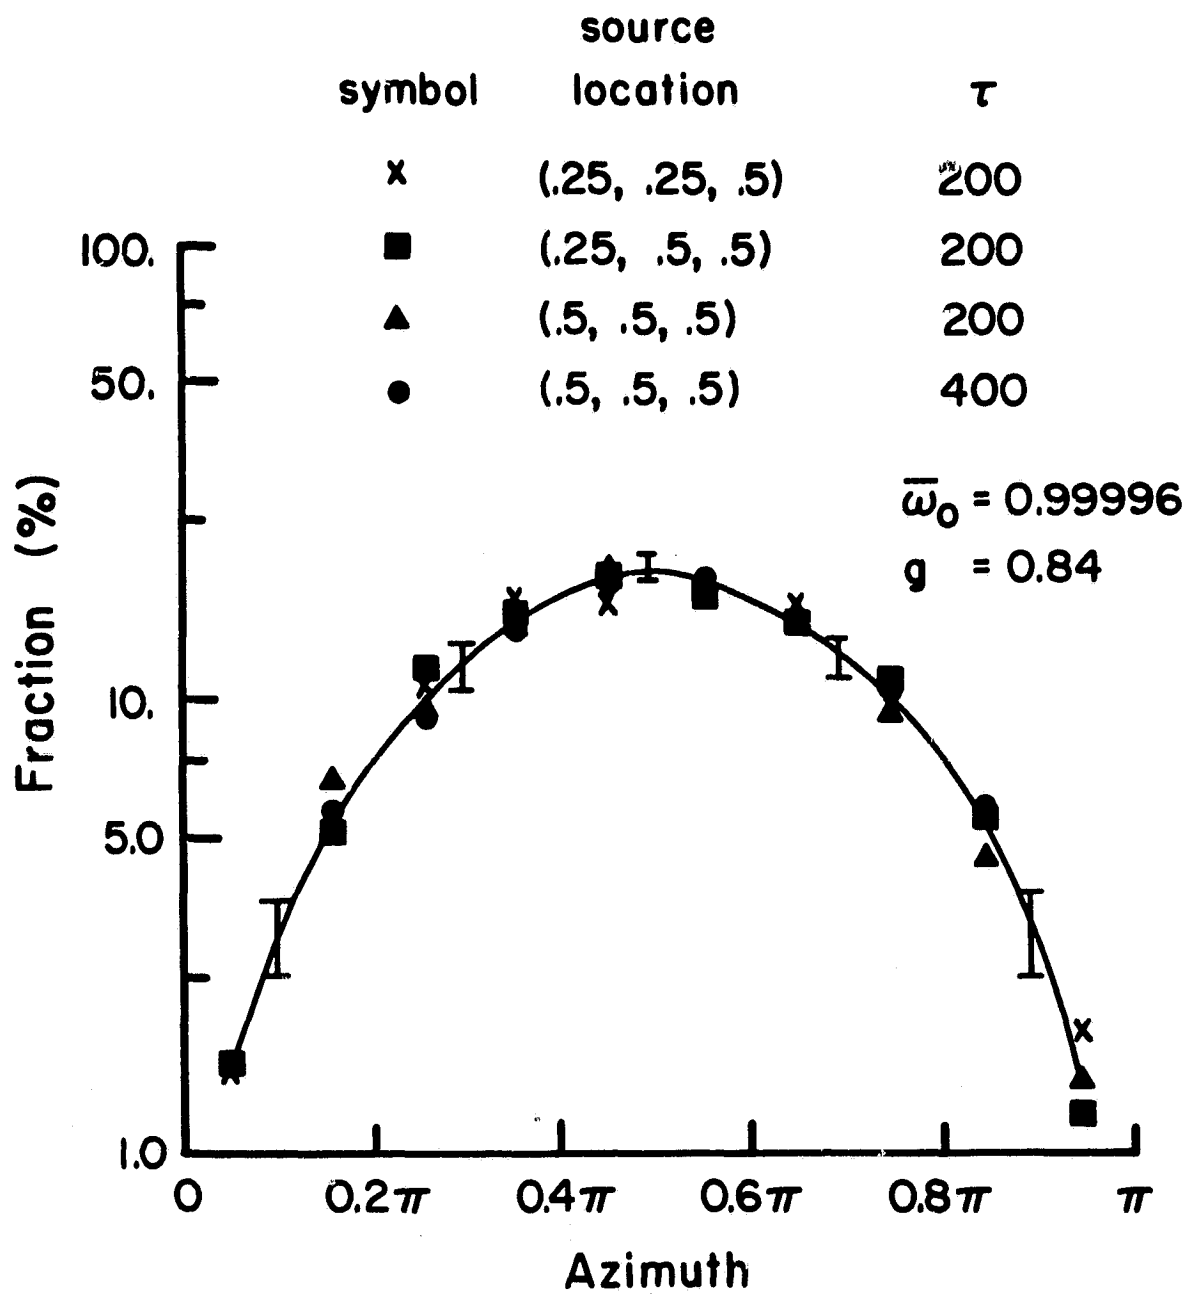 source
symbol location τ
x (.25, .25, .5) 200
■ (.25, .5, .5) 200
▲ (.5, .5, .5) 200
● (.5, .5, .5) 400
100.
50.
10.
5.0
1.0
Fraction (%)
ω̅₀ = 0.99996
g = 0.84
0 0.2π 0.4π 0.6π 0.8π π
Azimuth